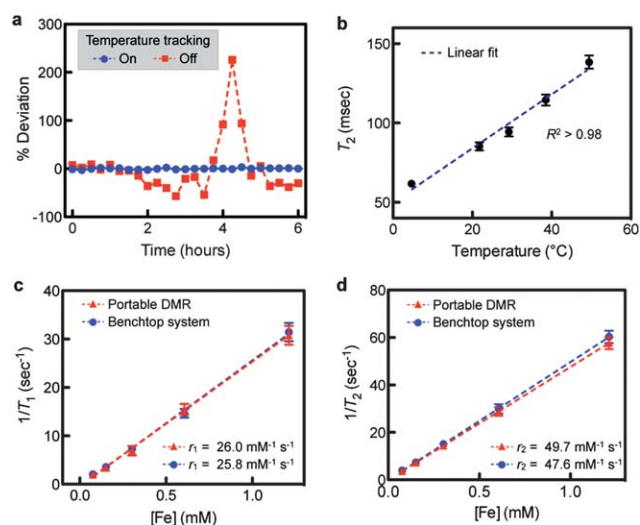 a
300
200
100
0
-100
% Deviation
Temperature tracking
On Off
0 2 4 6
Time (hours)
b
150
100
50
T2 (msec)
Linear fit
R² > 0.98
0 20 40 60
Temperature (°C)
c
40
30
20
10
0
1/T1 (sec⁻¹)
Portable DMR
Benchtop system
r1 = 26.0 mM⁻¹ s⁻¹
r1 = 25.8 mM⁻¹ s⁻¹
0.0 0.5 1.0
[Fe] (mM)
d
80
60
40
20
0
1/T2 (sec⁻¹)
Portable DMR
Benchtop system
r2 = 49.7 mM⁻¹ s⁻¹
r2 = 47.6 mM⁻¹ s⁻¹
0.0 0.5 1.0
[Fe] (mM)